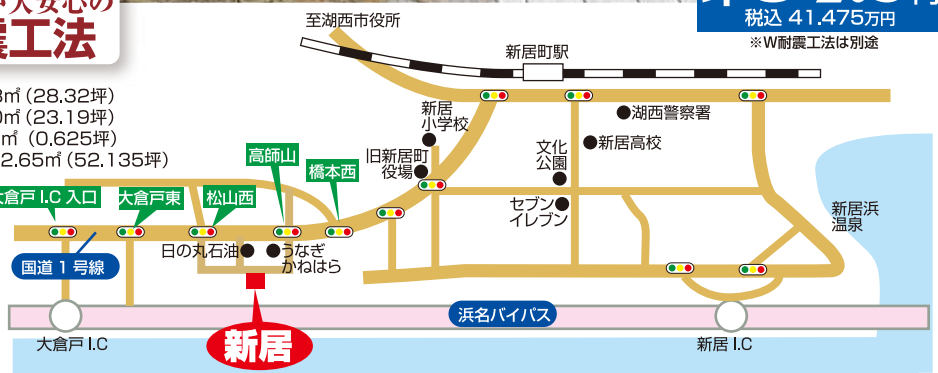 大安心の
震工法
税込 41.475万円
※W耐震工法は別途
㎡(28.32坪)
㎡(23.19坪)
㎡(0.625坪)
2.65㎡(52.135坪)
至湖西市役所
新居町駅
湖西警察署
新居高校
新居
小学校
旧新居町
役場
文化
公園
セブン
イレブン
新居浜
温泉
高師山
橋本西
大倉戸 I.C 入口
大倉戸東
松山西
日の丸石油
うなぎ
かねはら
国道 1 号線
浜名バイパス
大倉戸 I.C
新居
新居 I.C